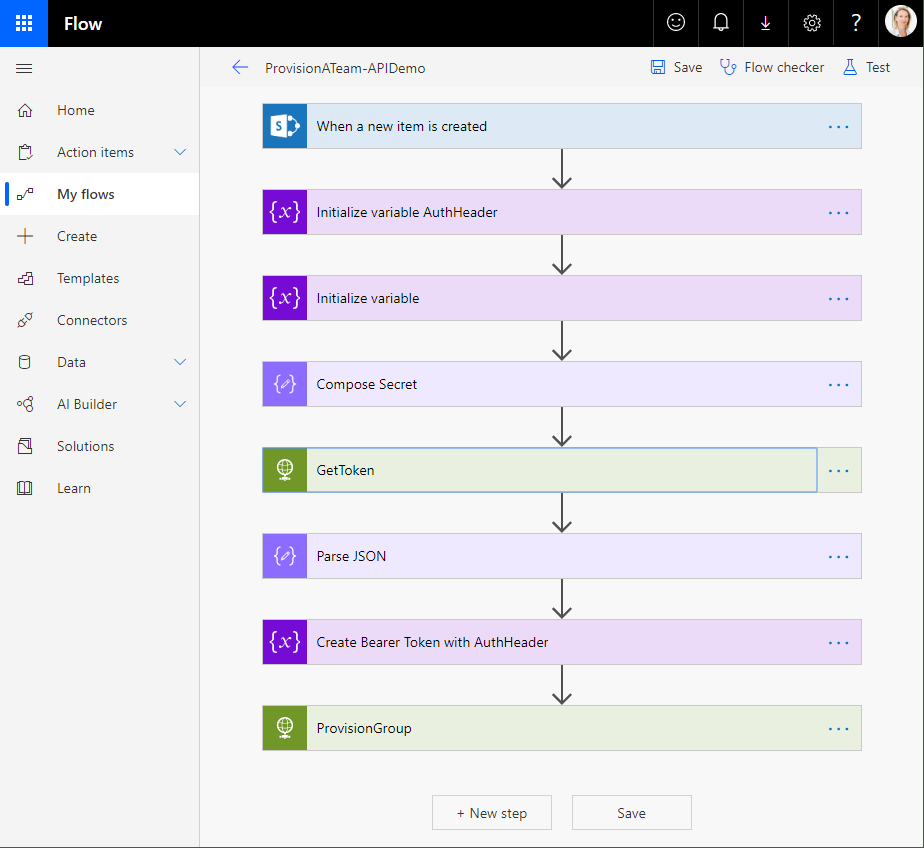 Flow
?
ProvisionATeam-APIDemo
Save
Flow checker
Test
Home
Action items
My flows
Create
Templates
Connectors
Data
AI Builder
Solutions
Learn
S
When a new item is created
...
{x}
Initialize variable AuthHeader
...
{x}
Initialize variable
...
Compose Secret
...
GetToken
...
Parse JSON
...
{x}
Create Bearer Token with AuthHeader
...
ProvisionGroup
...
+ New step
Save